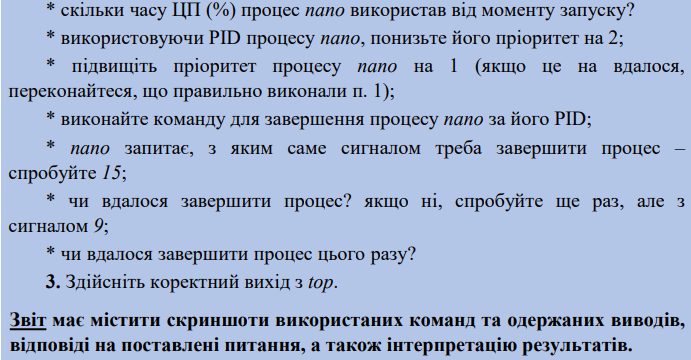 * скільки часу ЦП (%) процес nano використав від моменту запуску?
* використовуючи PID процесу nano, понизьте його пріоритет на 2;
* підвищіть пріоритет процесу nano на 1 (якщо це на вдалося,
переконайтеся, що правильно виконали п. 1);
* виконайте команду для завершення процесу nano за його PID;
* nano запитає, з яким саме сигналом треба завершити процес –
спробуйте 15;
* чи вдалося завершити процес? якщо ні, спробуйте ще раз, але з
сигналом 9;
* чи вдалося завершити процес цього разу?
3. Здійсніть коректний вихід з top.
Звіт має містити скриншоти використаних команд та одержаних виводів,
відповіді на поставлені питання, а також інтерпретацію результатів.